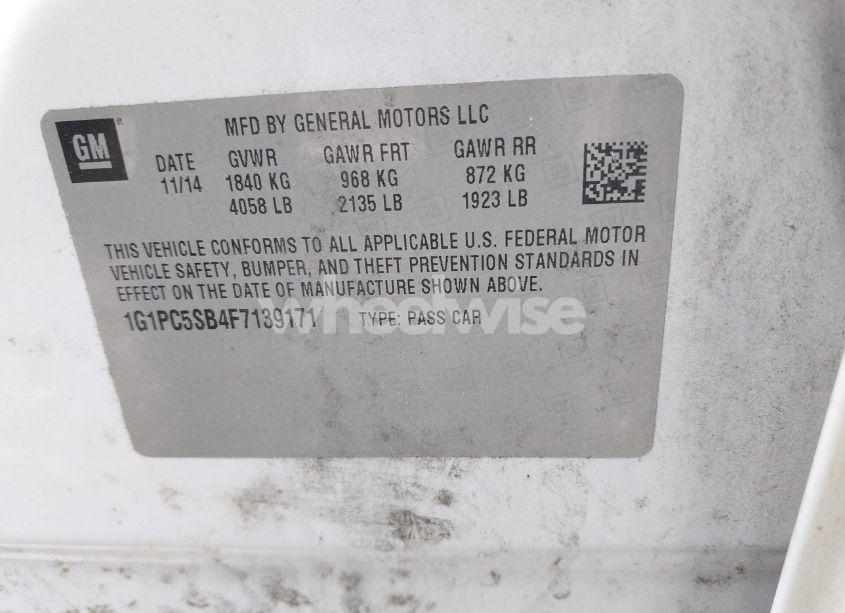 GM
MFD BY GENERAL MOTORS LLC
DATE GVWR GAWR FRT GAWR RR
11/14 1840 KG 968 KG 872 KG
4058 LB 2135 LB 1923 LB
THIS VEHICLE CONFORMS TO ALL APPLICABLE U.S. FEDERAL MOTOR
VEHICLE SAFETY, BUMPER, AND THEFT PREVENTION STANDARDS IN
EFFECT ON THE DATE OF MANUFACTURE SHOWN ABOVE.
1G1PC5SB4F7139171 TYPE: PASS CAR
wheelwise